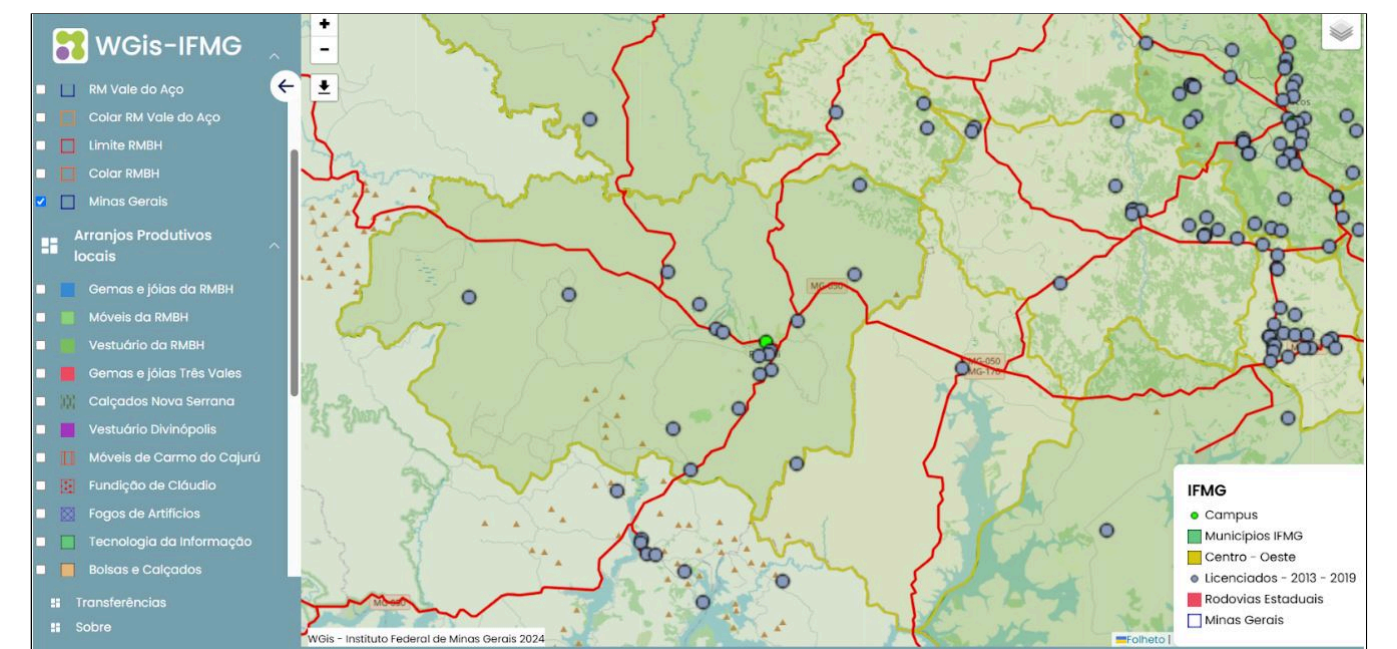 WGis-IFMG
RM Vale do Aço
Colar RM Vale do Aço
Limite RMBH
Colar RMBH
Minas Gerais
Arranjos Produtivos
locais
Gemas e jóias da RMBH
Móveis da RMBH
Vestuário da RMBH
Gemas e jóias Três Vales
Calçados Nova Serrana
Vestuário Divinópolis
Móveis de Carmo do Cajurú
Fundição de Cláudio
Fogos de Artifícios
Tecnologia da Informação
Bolsas e Calçados
Transferências
Sobre
+
-
MG-050
MG-050
MG-170
IFMG
Campus
Municípios IFMG
Centro - Oeste
Licenciados - 2013 - 2019
Rodovias Estaduais
Minas Gerais
WGis - Instituto Federal de Minas Gerais 2024
Folheto |